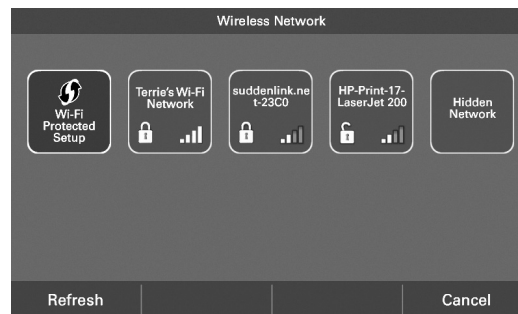 Wireless Network
Wi-Fi
Protected
Setup
Terrie's Wi-Fi
Network
suddenlink.ne
t-23C0
HP-Print-17-
LaserJet 200
Hidden
Network
Refresh
Cancel